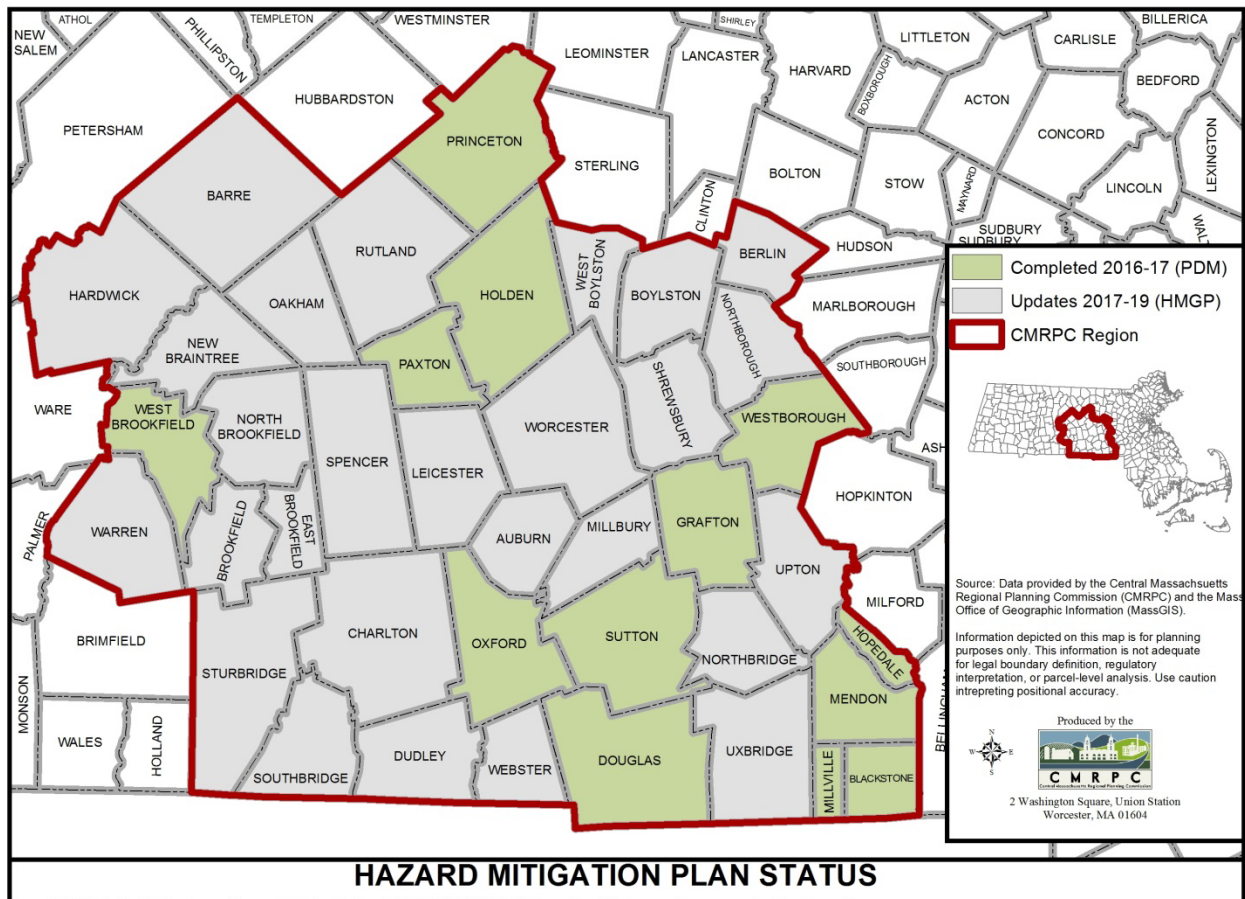 ATHOL
TEMPLETON
WESTMINSTER
SHIRLEY
LITTLETON
BILLERICA
NEW
SALEM
PHILLIPSTON
LEOMINSTER
LANCASTER
HARVARD
BOXBOROUGH
CARLISLE
BEDFORD
HUBBARDSTON
ACTON
PETERSHAM
PRINCETON
CONCORD
LEXINGTON
STERLING
BOLTON
STOW
MAYNARD
LINCOLN
BARRE
CLINTON
SUDBURY
SUDBURY
RUTLAND
WEST
BOYLSTON
BERLIN
HUDSON
HARDWICK
OAKHAM
HOLDEN
BOYLSTON
MARLBOROUGH
NORTHBOROUGH
NEW
BRAINTREE
PAXTON
SOUTHBOROUGH
WARE
WEST
BROOKFIELD
NORTH
BROOKFIELD
WORCESTER
SHREWSBURY
WESTBOROUGH
SPENCER
LEICESTER
HOPKINTON
PALMER
WARREN
BROOKFIELD
EAST
BROOKFIELD
AUBURN
MILLBURY
GRAFTON
UPTON
MILFORD
BRIMFIELD
CHARLTON
OXFORD
SUTTON
HOPEDALE
STURBRIDGE
NORTHBRIDGE
MENDON
MONSON
WALES
HOLLAND
SOUTHBRIDGE
DUDLEY
WEBSTER
DOUGLAS
UXBRIDGE
MILLVILLE
BLACKSTONE
Completed 2016-17 (PDM)
Updates 2017-19 (HMGP)
CMRPC Region
Source: Data provided by the Central Massachsuetts
Regional Planning Commission (CMRPC) and the Mass
Office of Geographic Information (MassGIS).
Information depicted on this map is for planning
purposes only. This information is not adequate
for legal boundary definition, regulatory
interpretation, or parcel-level analysis. Use caution
intrepreting positional accuracy.
Produced by the
N
W E
S
CMRPC
Central Massachusetts Regional Planning Commission
2 Washington Square, Union Station
Worcester, MA 01604
HAZARD MITIGATION PLAN STATUS